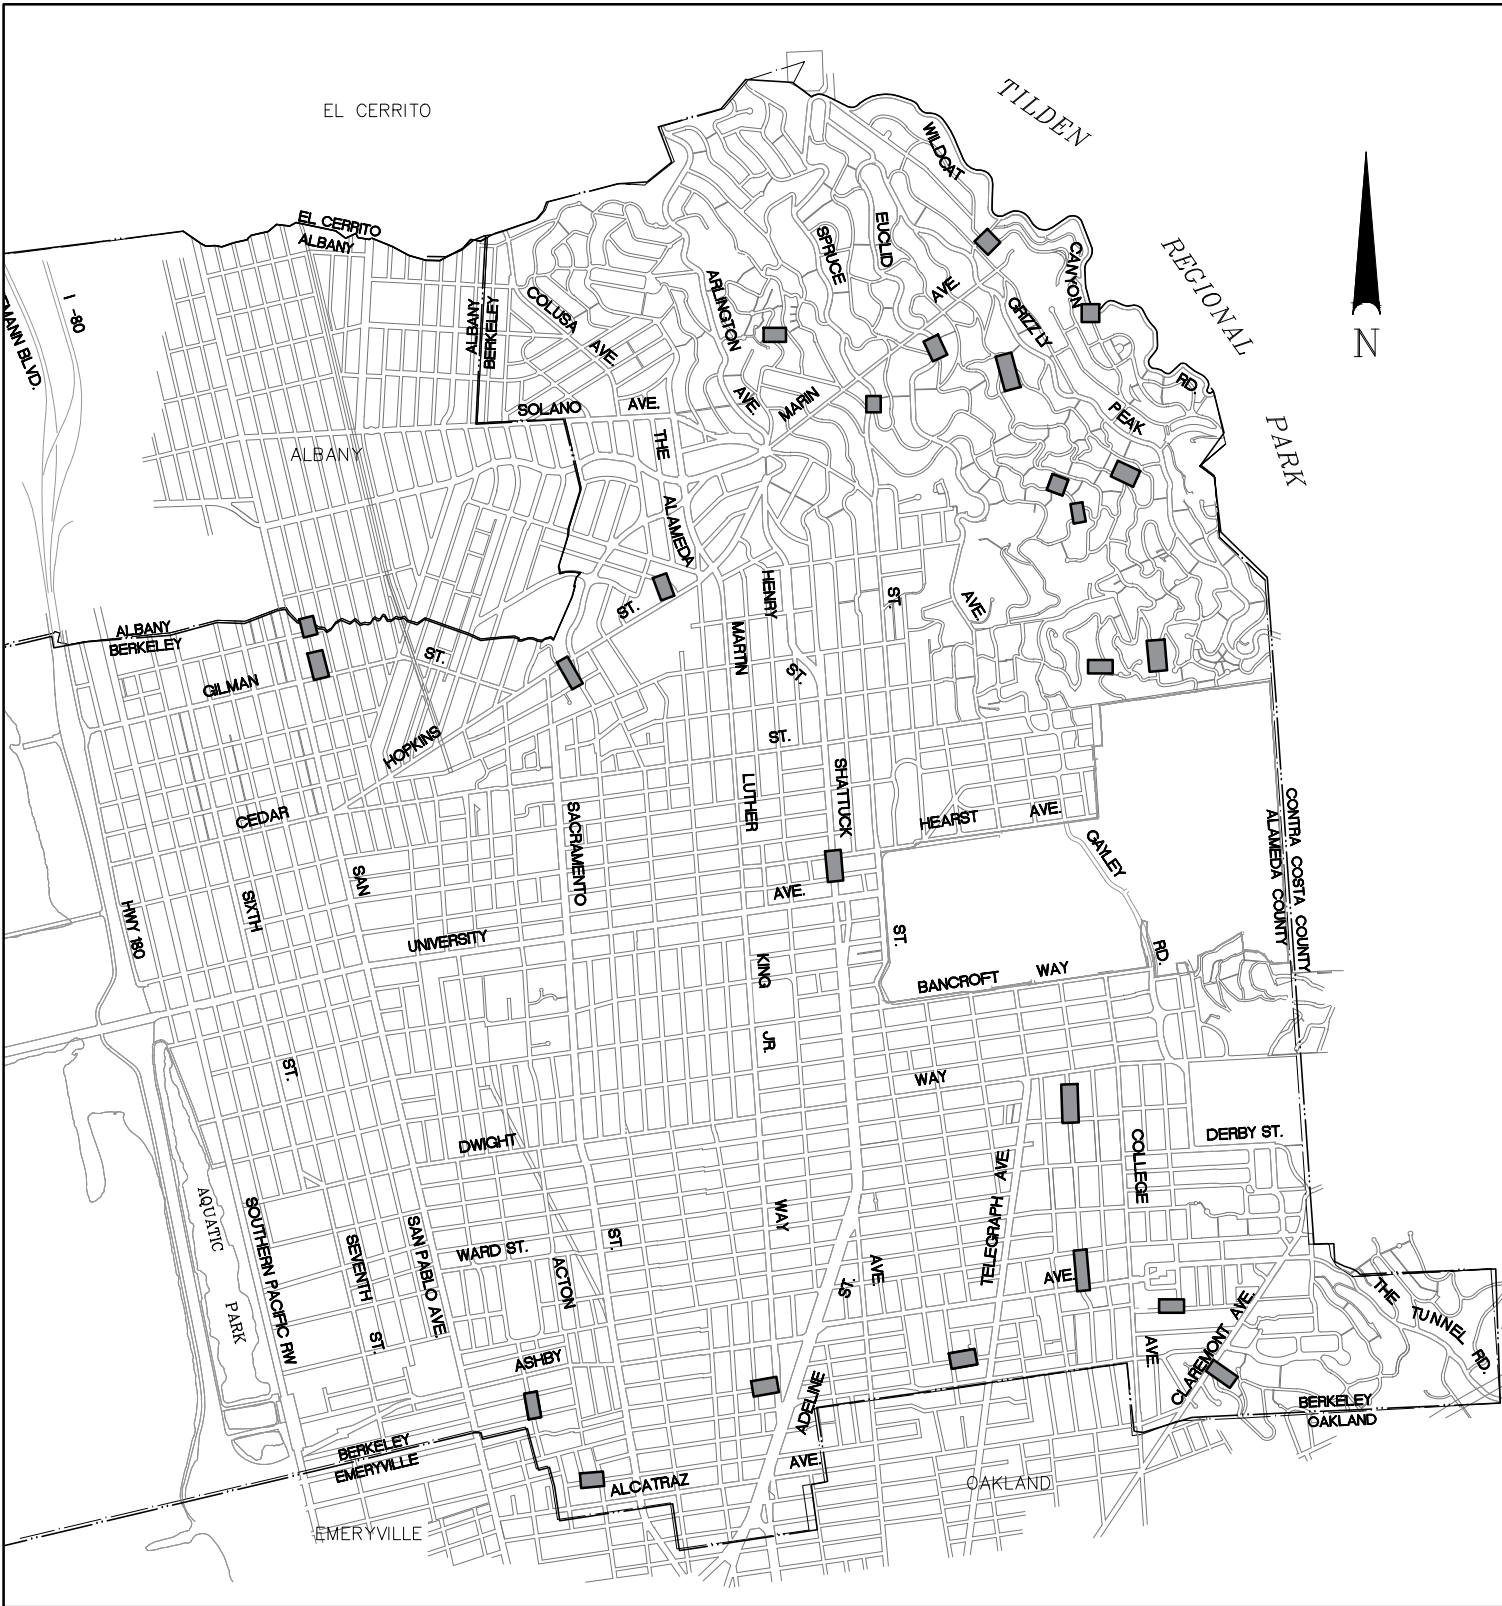 EL CERRITO
TILDEN
WILDCAT
EL CERRITO
ALBANY
EUCLID
SPRUCE
CANYON
REGIONAL
I -80
EMANN BLVD.
ALBANY
BERKELEY
COLUSA
AVE.
ARLINGTON
AVE.
GRIZZLY
N
RD.
PEAK
SOLANO
AVE.
AVE.
MARIN
PARK
ALBANY
THE
ALAMEDA
HENRY
ST.
AVE.
ST.
ALBANY
BERKELEY
MARTIN
ST.
GILMAN
ST.
HOPKINS
ST.
SHATTUCK
LUTHER
SACRAMENTO
CEDAR
HEARST
AVE.
GAYLEY
CONTRA COSTA COUNTY
ALAMEDA COUNTY
SAN
SIXTH
AVE.
HWY 180
UNIVERSITY
ST.
RD.
KING
BANCROFT
WAY
JR.
ST.
WAY
DWIGHT
COLLEGE
DERBY ST.
AVE.
TELEGRAPH
AQUATIC
PARK
SOUTHERN PACIFIC RW
SEVENTH
ST.
SAN PABLO AVE.
WARD ST.
ACTON
ST.
WAY
ST.
AVE.
AVE.
THE
TUNNEL
RD.
CLAREMONT
AVE.
AVE.
ASHBY
ADELINE
BERKELEY
OAKLAND
BERKELEY
EMERYVILLE
AVE.
ALCATRAZ
OAKLAND
EMERYVILLE